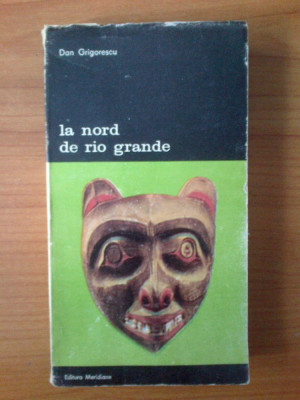 Dan Grigorescu
la nord
de rio grande
Editura Meridiane